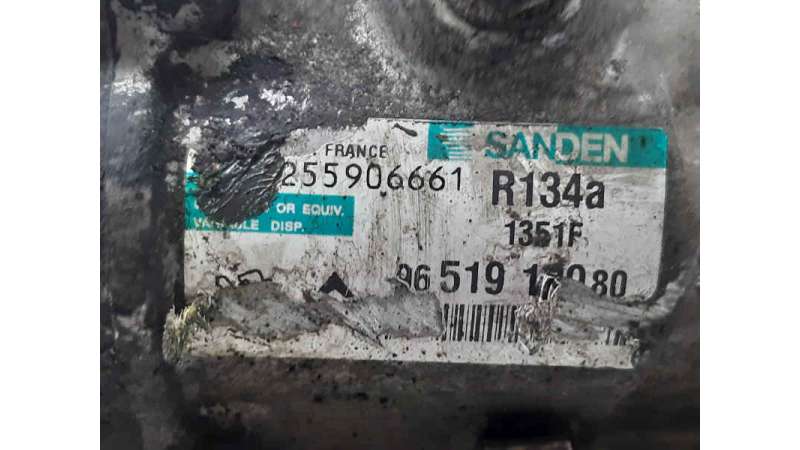 FRANCE
SANDEN
255906661
R134a
OR EQUIV.
DISP.
1351F
96 519
80